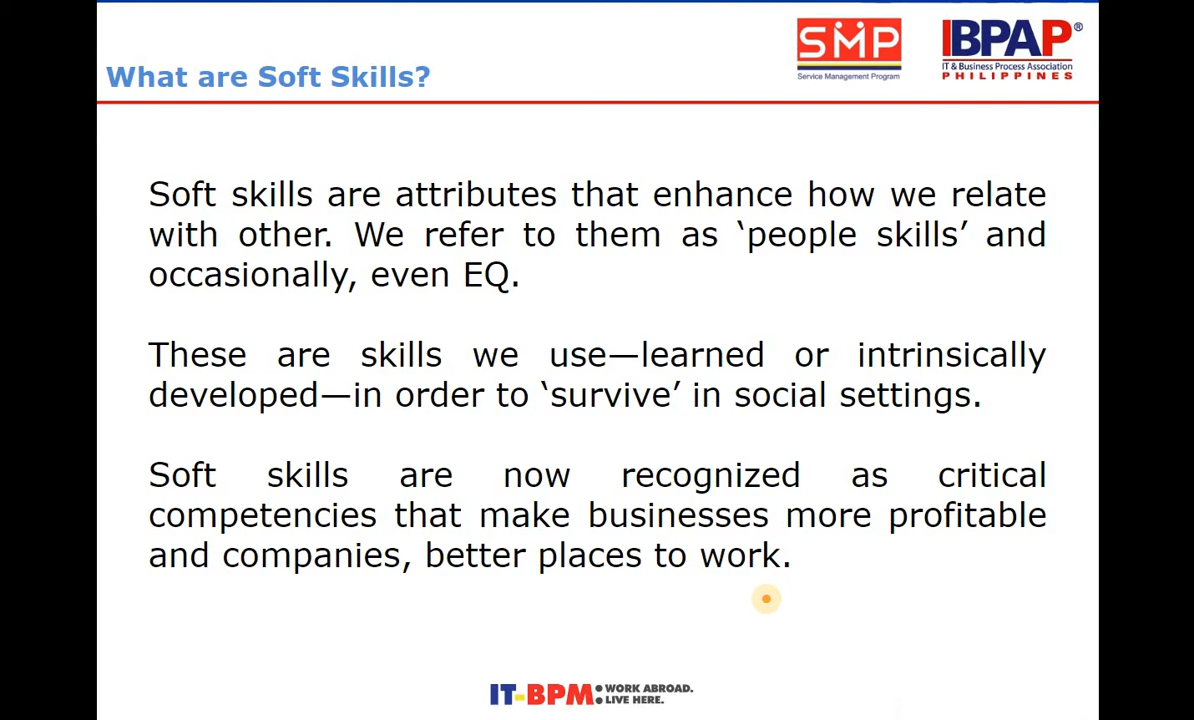 SMP
Service Management Program
IBPAP®
IT & Business Process Association
PHILIPPINES
What are Soft Skills?
Soft skills are attributes that enhance how we relate
with other. We refer to them as ‘people skills’ and
occasionally, even EQ.
These are skills we use—learned or intrinsically
developed—in order to ‘survive’ in social settings.
Soft skills are now recognized as critical
competencies that make businesses more profitable
and companies, better places to work.
IT-BPM: WORK ABROAD.
LIVE HERE.